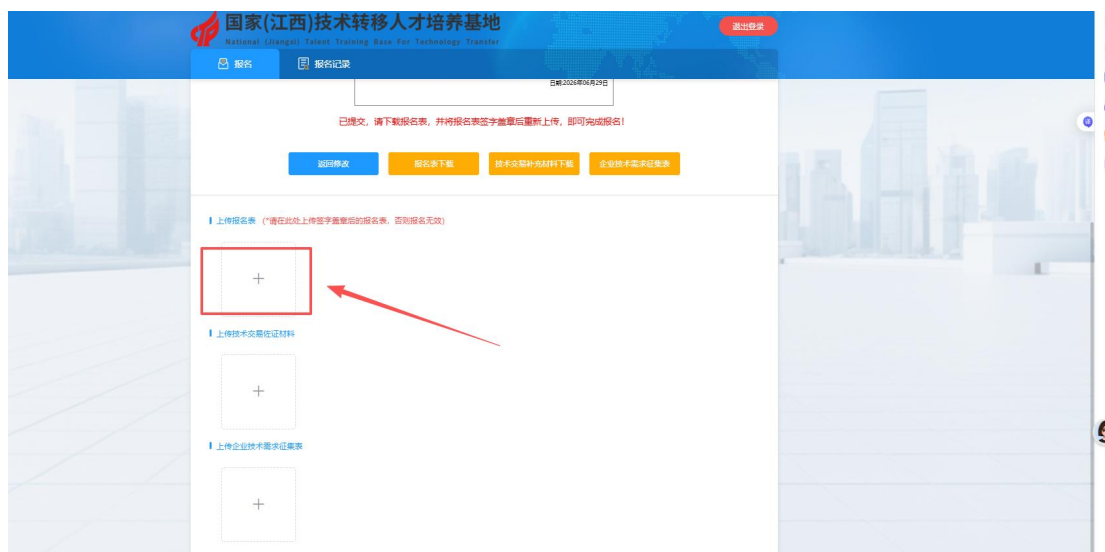 国家(江西)技术转移人才培养基地
National (Jiangxi) Talent Training Base For Technology Transfer
退出登录
报名
报名记录
日期:2026年06月29日
已提交，请下载报名表，并将报名表签字盖章后重新上传，即可完成报名！
返回修改
报名表下载
技术交易补充材料下载
企业技术需求征集表
上传报名表 (*请在此处上传签字盖章后的报名表，否则报名无效)
上传技术交易佐证材料
上传企业技术需求征集表